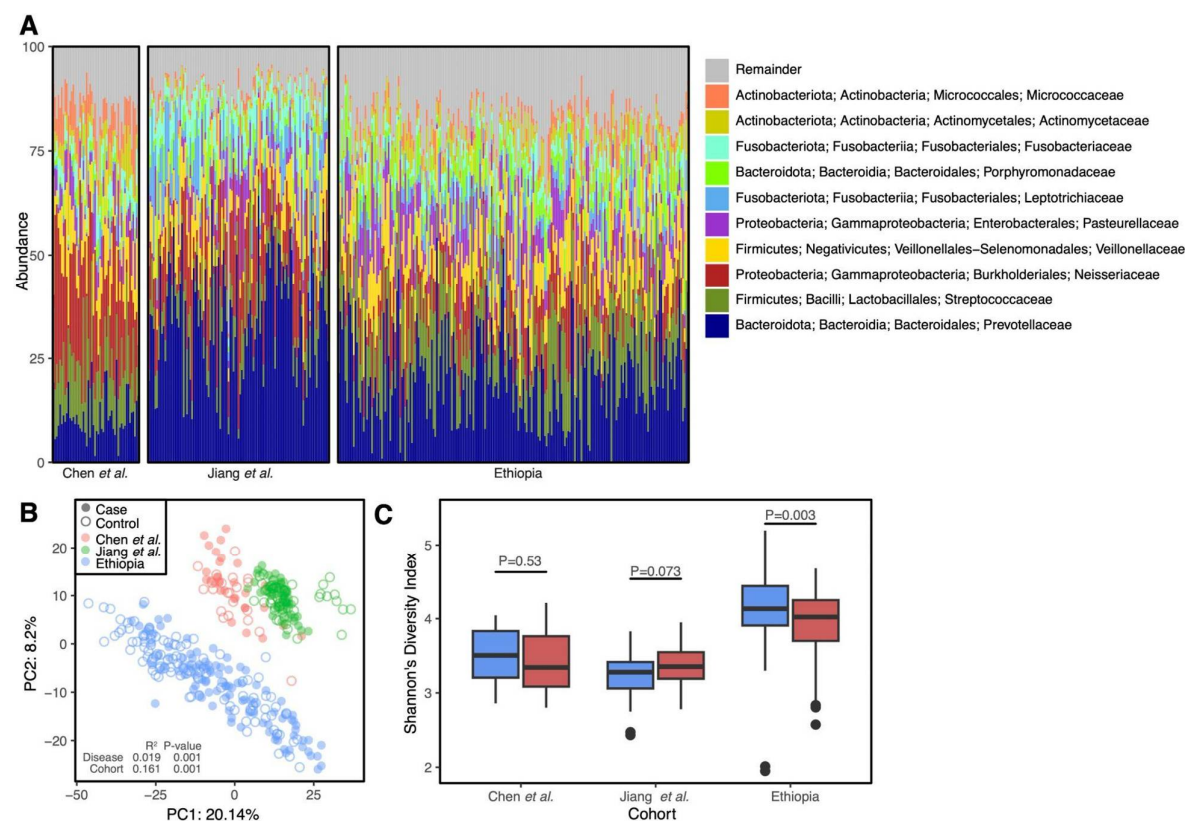 A
100
75
50
25
0
Abundance
Chen et al.
Jiang et al.
Ethiopia
Remainder
Actinobacteriota; Actinobacteria; Micrococcales; Micrococcaceae
Actinobacteriota; Actinobacteria; Actinomycetales; Actinomycetaceae
Fusobacteriota; Fusobacteriia; Fusobacteriales; Fusobacteriaceae
Bacteroidota; Bacteroidia; Bacteroidales; Porphyromonadaceae
Fusobacteriota; Fusobacteriia; Fusobacteriales; Leptotrichiaceae
Proteobacteria; Gammaproteobacteria; Enterobacterales; Pasteurellaceae
Firmicutes; Negativicutes; Veillonellales−Selenomonadales; Veillonellaceae
Proteobacteria; Gammaproteobacteria; Burkholderiales; Neisseriaceae
Firmicutes; Bacilli; Lactobacillales; Streptococcaceae
Bacteroidota; Bacteroidia; Bacteroidales; Prevotellaceae
B
Case
Control
Chen et al.
Jiang et al.
Ethiopia
20
10
0
−10
−20
PC2: 8.2%
R² P-value
Disease 0.019 0.001
Cohort 0.161 0.001
−50 −25 0 25
PC1: 20.14%
C
P=0.53
P=0.073
P=0.003
5
4
3
2
Shannon's Diversity Index
Chen et al.
Jiang et al.
Ethiopia
Cohort